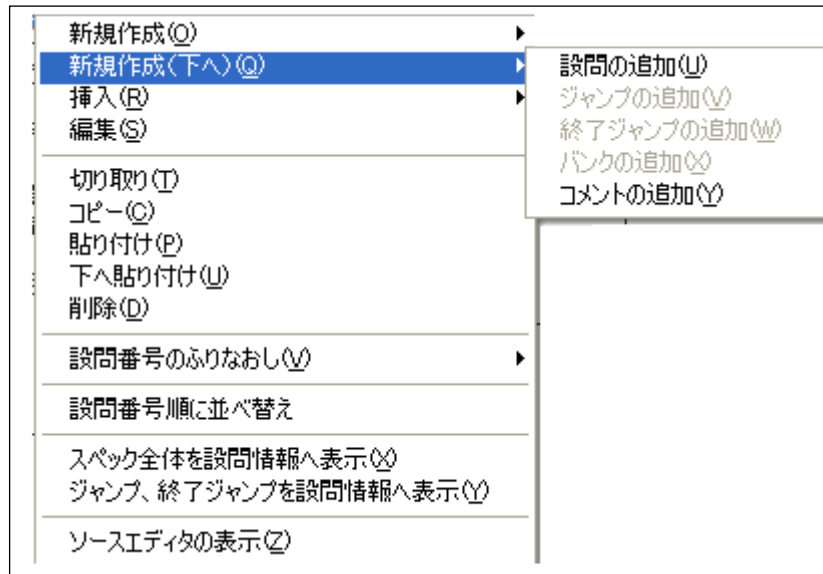 新規作成(O)
新規作成(下へ)(Q)
挿入(R)
編集(S)
切り取り(T)
コピー(C)
貼り付け(P)
下へ貼り付け(U)
削除(D)
設問番号のふりなおし(V)
設問番号順に並べ替え
スペック全体を設問情報へ表示(X)
ジャンプ、終了ジャンプを設問情報へ表示(Y)
ソースエディタの表示(Z)
設問の追加(U)
ジャンプの追加(V)
終了ジャンプの追加(W)
バンクの追加(X)
コメントの追加(Y)